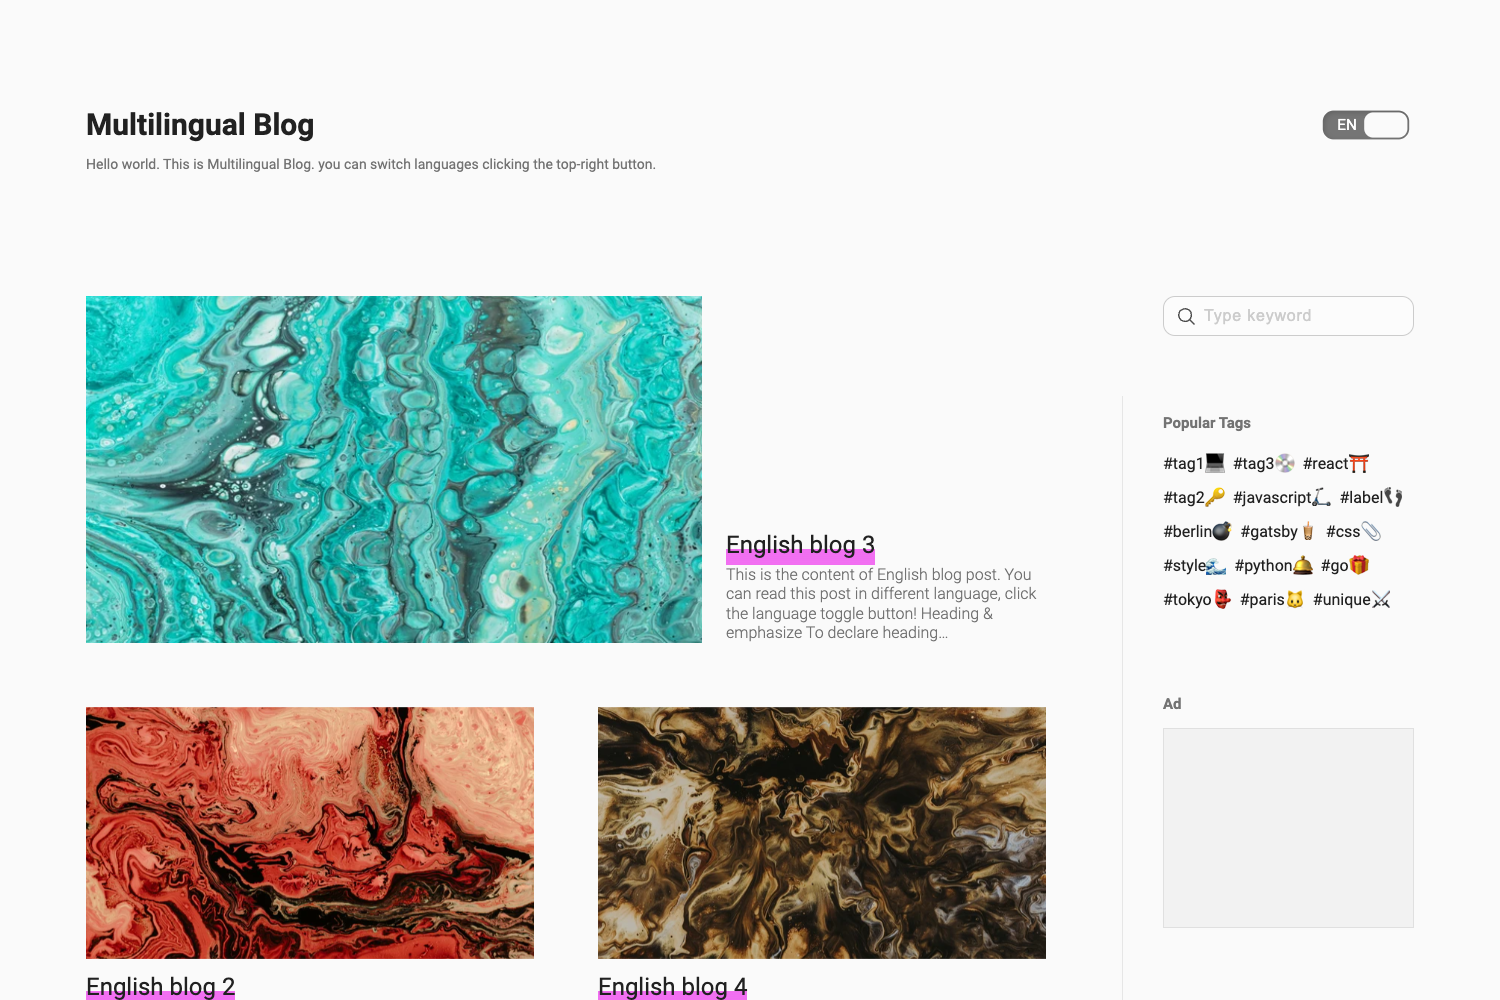 Multilingual Blog
EN
Hello world. This is Multilingual Blog. you can switch languages clicking the top-right button.
Type keyword
English blog 3
This is the content of English blog post. You
can read this post in different language, click
the language toggle button! Heading &
emphasize To declare heading...
Popular Tags
#tag1💻 #tag3💿 #react⛩
#tag2🔑 #javascript🛴 #label👣
#berlin💣 #gatsby🧋 #css📎
#style🌊 #python🛎 #go🎁
#tokyo👺 #paris🐱 #unique⚔
Ad
English blog 2
English blog 4